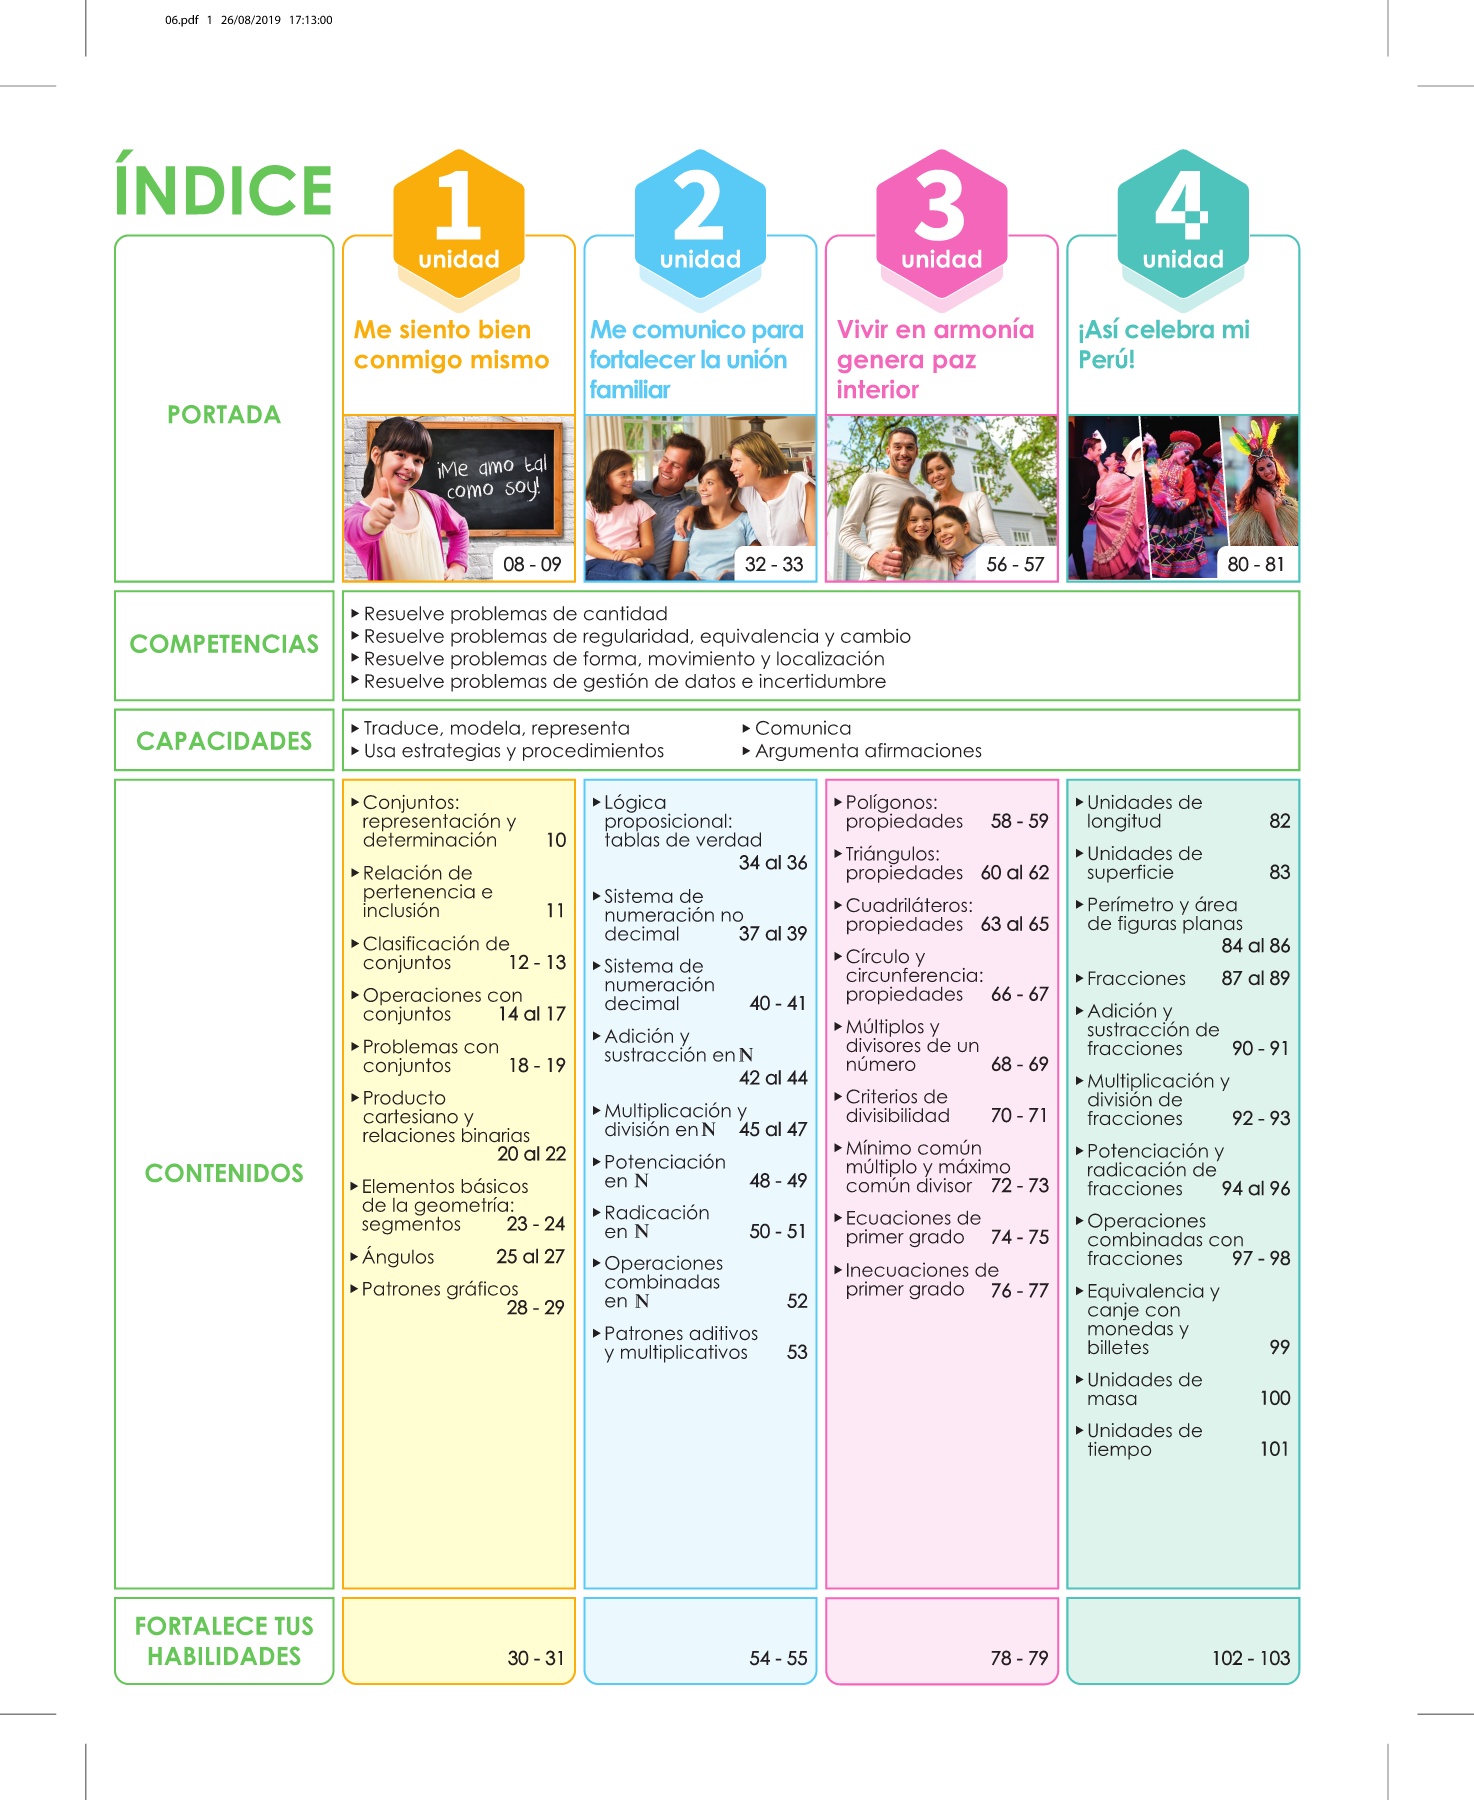 06.pdf 1 26/08/2019 17:13:00
ÍNDICE
1
unidad
2
unidad
3
unidad
4
unidad
PORTADA
Me siento bien
conmigo mismo
¡Me amo tal
como soy!
08 - 09
Me comunico para
fortalecer la unión
familiar
32 - 33
Vivir en armonía
genera paz
interior
56 - 57
¡Así celebra mi
Perú!
80 - 81
COMPETENCIAS
Resuelve problemas de cantidad
Resuelve problemas de regularidad, equivalencia y cambio
Resuelve problemas de forma, movimiento y localización
Resuelve problemas de gestión de datos e incertidumbre
CAPACIDADES
Traduce, modela, representa
Usa estrategias y procedimientos
Comunica
Argumenta afirmaciones
CONTENIDOS
Conjuntos:
representación y
determinación 10
Relación de
pertenencia e
inclusión 11
Clasificación de
conjuntos 12 - 13
Operaciones con
conjuntos 14 al 17
Problemas con
conjuntos 18 - 19
Producto
cartesiano y
relaciones binarias
20 al 22
Elementos básicos
de la geometría:
segmentos 23 - 24
Ángulos 25 al 27
Patrones gráficos
28 - 29
Lógica
proposicional:
tablas de verdad
34 al 36
Sistema de
numeración no
decimal 37 al 39
Sistema de
numeración
decimal 40 - 41
Adición y
sustracción en N
42 al 44
Multiplicación y
división en N 45 al 47
Potenciación
en N 48 - 49
Radicación
en N 50 - 51
Operaciones
combinadas
en N 52
Patrones aditivos
y multiplicativos 53
Polígonos:
propiedades 58 - 59
Triángulos:
propiedades 60 al 62
Cuadriláteros:
propiedades 63 al 65
Círculo y
circunferencia:
propiedades 66 - 67
Múltiplos y
divisores de un
número 68 - 69
Criterios de
divisibilidad 70 - 71
Mínimo común
múltiplo y máximo
común divisor 72 - 73
Ecuaciones de
primer grado 74 - 75
Inecuaciones de
primer grado 76 - 77
Unidades de
longitud 82
Unidades de
superficie 83
Perímetro y área
de figuras planas
84 al 86
Fracciones 87 al 89
Adición y
sustracción de
fracciones 90 - 91
Multiplicación y
división de
fracciones 92 - 93
Potenciación y
radicación de
fracciones 94 al 96
Operaciones
combinadas con
fracciones 97 - 98
Equivalencia y
canje con
monedas y
billetes 99
Unidades de
masa 100
Unidades de
tiempo 101
FORTALECE TUS
HABILIDADES
30 - 31
54 - 55
78 - 79
102 - 103